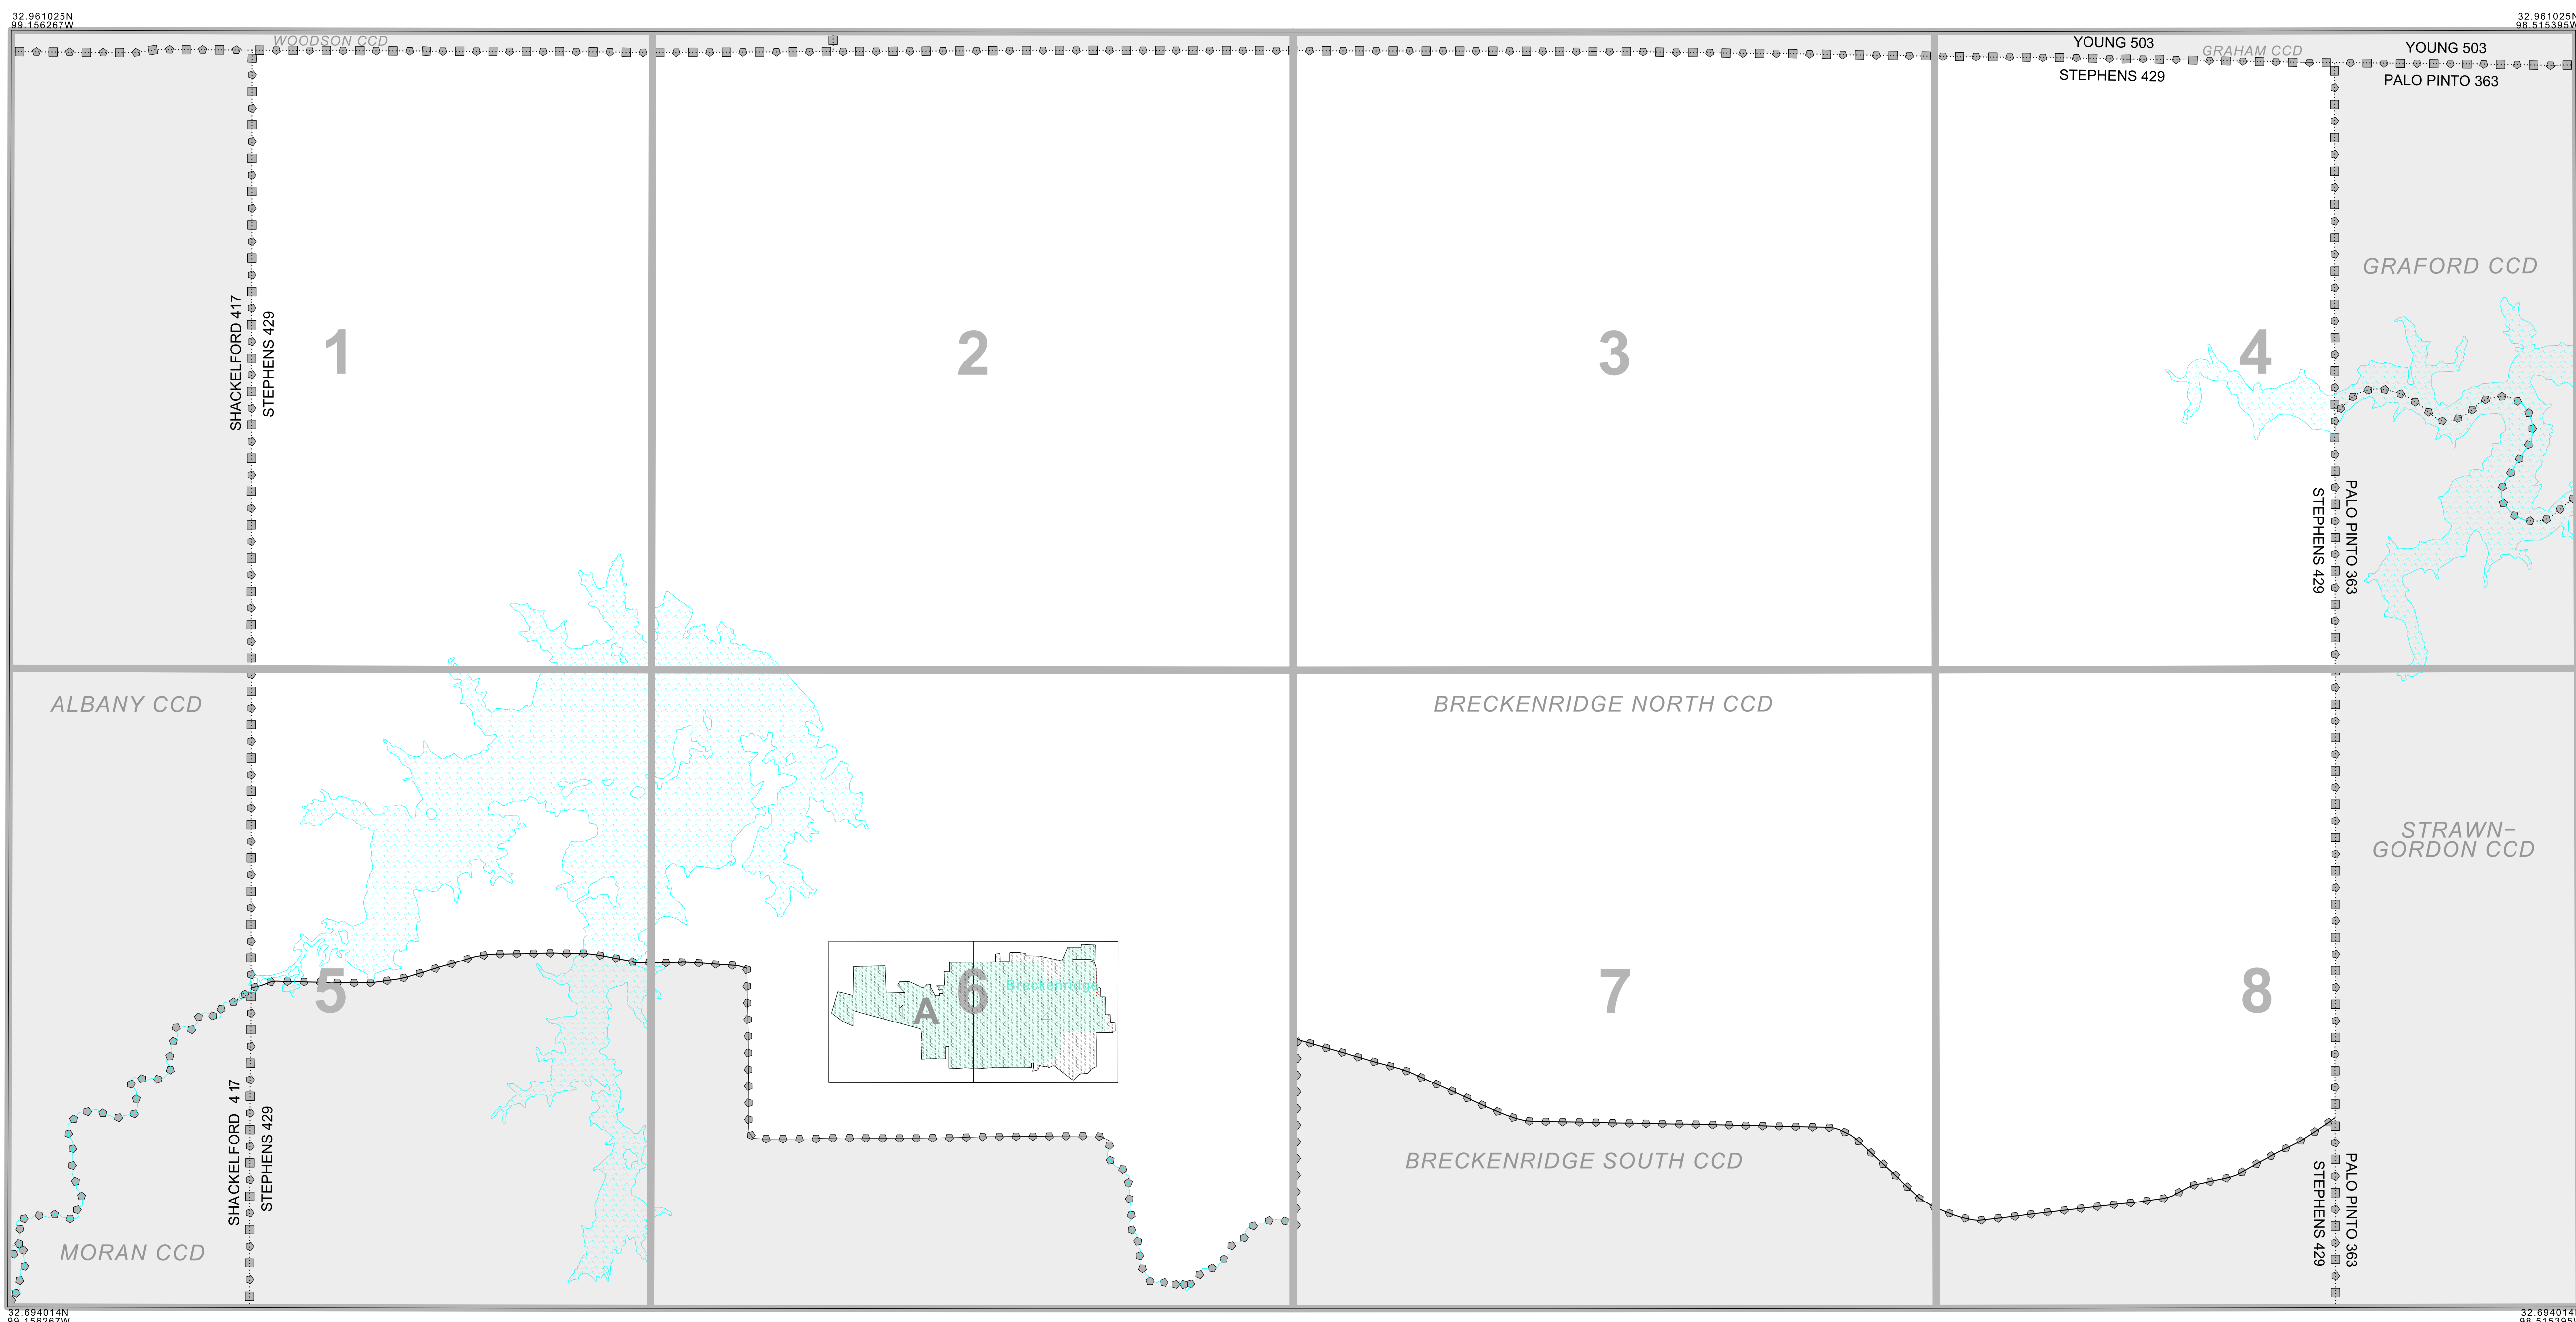 32.961025N
99.156267W
32.961025N
98.515395W
WOODSON CCD
YOUNG 503
GRAHAM CCD
YOUNG 503
STEPHENS 429
PALO PINTO 363
GRAFORD CCD
SHACKELFORD 417
STEPHENS 429
1
2
3
4
STEPHENS 429
PALO PINTO 363
ALBANY CCD
BRECKENRIDGE NORTH CCD
STRAWN-
GORDON CCD
5
6
7
8
Breckenridge
1
A
2
SHACKELFORD 4 17
STEPHENS 429
BRECKENRIDGE SOUTH CCD
STEPHENS 429
PALO PINTO 363
MORAN CCD
32.694014N
99.156267W
32.694014N
98.515395W